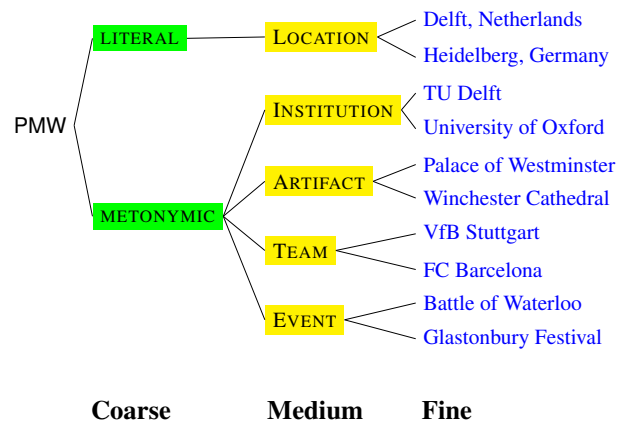 Delft, Netherlands
LITERAL LOCATION
Heidelberg, Germany
TU Delft
INSTITUTION
PMW
University of Oxford
Palace of Westminster
ARTIFACT
Winchester Cathedral
METONYMIC
VfB Stuttgart
TEAM
FC Barcelona
Battle of Waterloo
EVENT
Glastonbury Festival
Coarse Medium Fine